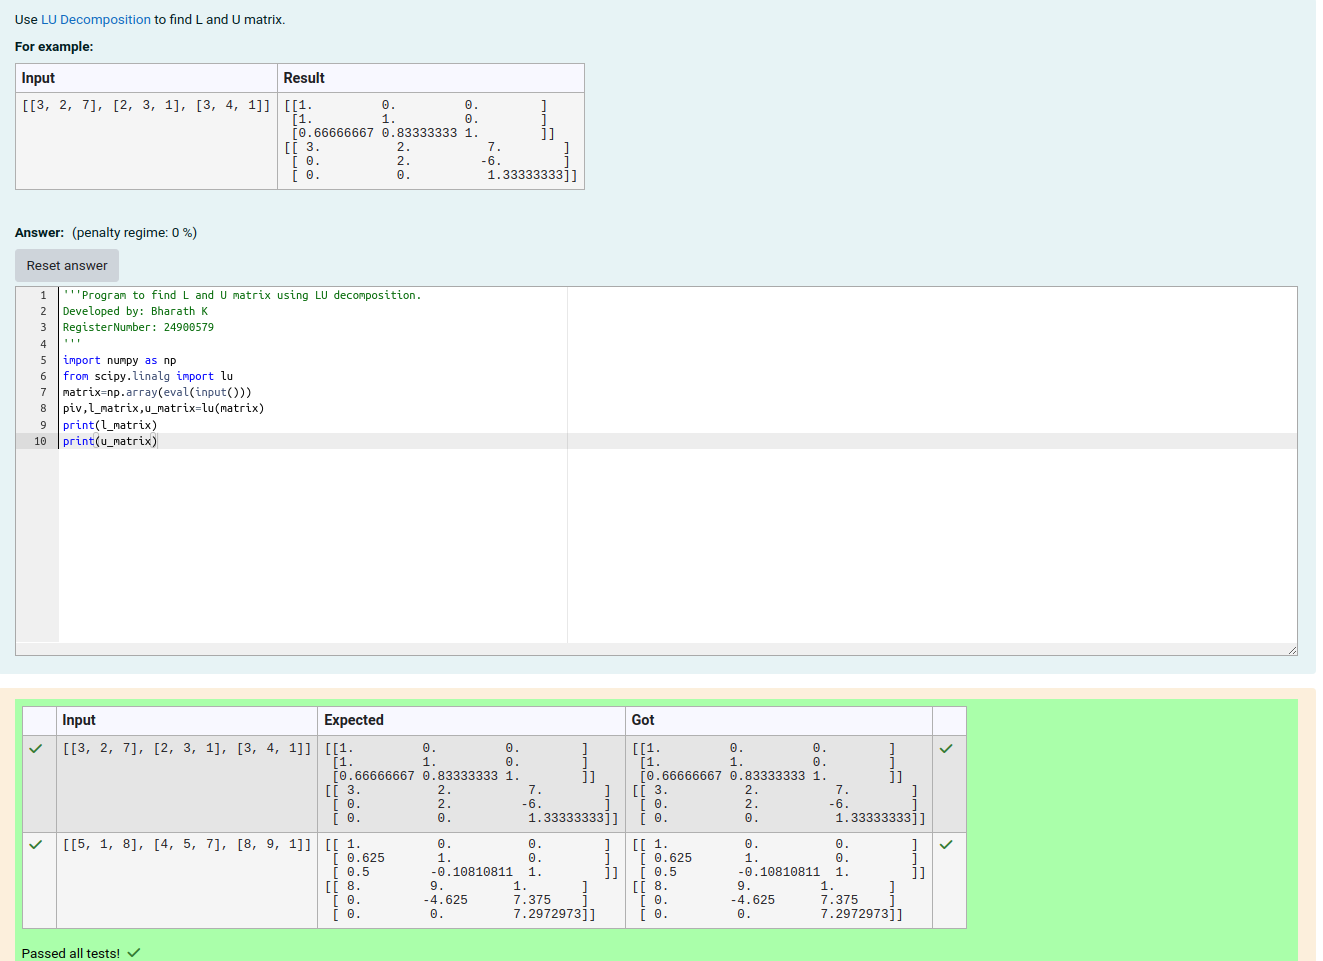 Use LU Decomposition to find L and U matrix.
For example:
Input Result
[[3, 2, 7], [2, 3, 1], [3, 4, 1]] [[1.         0.         0.        ]
[1.         1.         0.        ]
[0.66666667 0.83333333 1.        ]]
[[ 3.          2.          7.        ]
[ 0.          2.         -6.        ]
[ 0.          0.          1.33333333]]
Answer: (penalty regime: 0 %)
Reset answer
1 '''Program to find L and U matrix using LU decomposition.
2 Developed by: Bharath K
3 RegisterNumber: 24900579
4 '''
5 import numpy as np
6 from scipy.linalg import lu
7 matrix=np.array(eval(input()))
8 piv,l_matrix,u_matrix=lu(matrix)
9 print(l_matrix)
10 print(u_matrix)
Input Expected Got
[[3, 2, 7], [2, 3, 1], [3, 4, 1]] [[1.         0.         0.        ] [[1.         0.         0.        ]
[1.         1.         0.        ] [1.         1.         0.        ]
[0.66666667 0.83333333 1.        ]] [0.66666667 0.83333333 1.        ]]
[[ 3.          2.          7.        ] [[ 3.          2.          7.        ]
[ 0.          2.         -6.        ] [ 0.          2.         -6.        ]
[ 0.          0.          1.33333333]] [ 0.          0.          1.33333333]]
[[5, 1, 8], [4, 5, 7], [8, 9, 1]] [[ 1.          0.          0.        ] [[ 1.          0.          0.        ]
[ 0.625       1.          0.        ] [ 0.625       1.          0.        ]
[ 0.5        -0.10810811  1.        ]] [ 0.5        -0.10810811  1.        ]]
[[ 8.         9.         1.       ] [[ 8.         9.         1.       ]
[ 0.        -4.625      7.375    ] [ 0.        -4.625      7.375    ]
[ 0.         0.         7.2972973]] [ 0.         0.         7.2972973]]
Passed all tests!